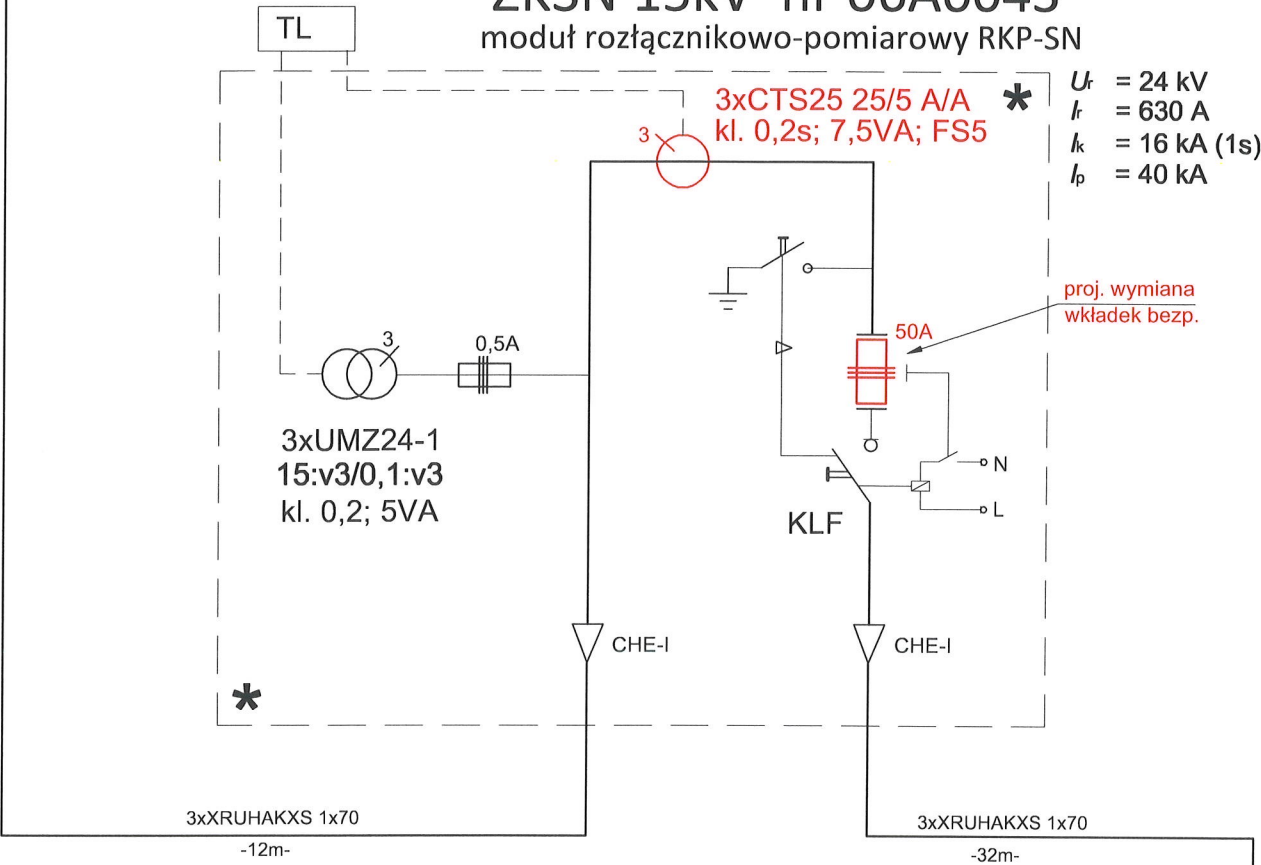 TL
moduł rozłącznikowo-pomiarowy RKP-SN
3xCTS25 25/5 A/A
kl. 0,2s; 7,5VA; FS5
*
Ur = 24 kV
Ir = 630 A
Ik = 16 kA (1s)
Ip = 40 kA
3
proj. wymiana
wkładek bezp.
50A
3
0,5A
3xUMZ24-1
15:v3/0,1:v3
kl. 0,2; 5VA
N
L
KLF
CHE-I
CHE-I
*
3xXRUHAKXS 1x70
-12m-
3xXRUHAKXS 1x70
-32m-